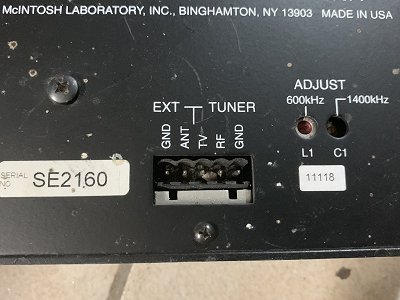 McINTOSH LABORATORY, INC., BINGHAMTON, NY 13903 MADE IN USA
ADJUST
600kHz 1400kHz
EXT TUNER
GND ANT TV RF GND
L1 C1
11118
SERIAL NO SE2160